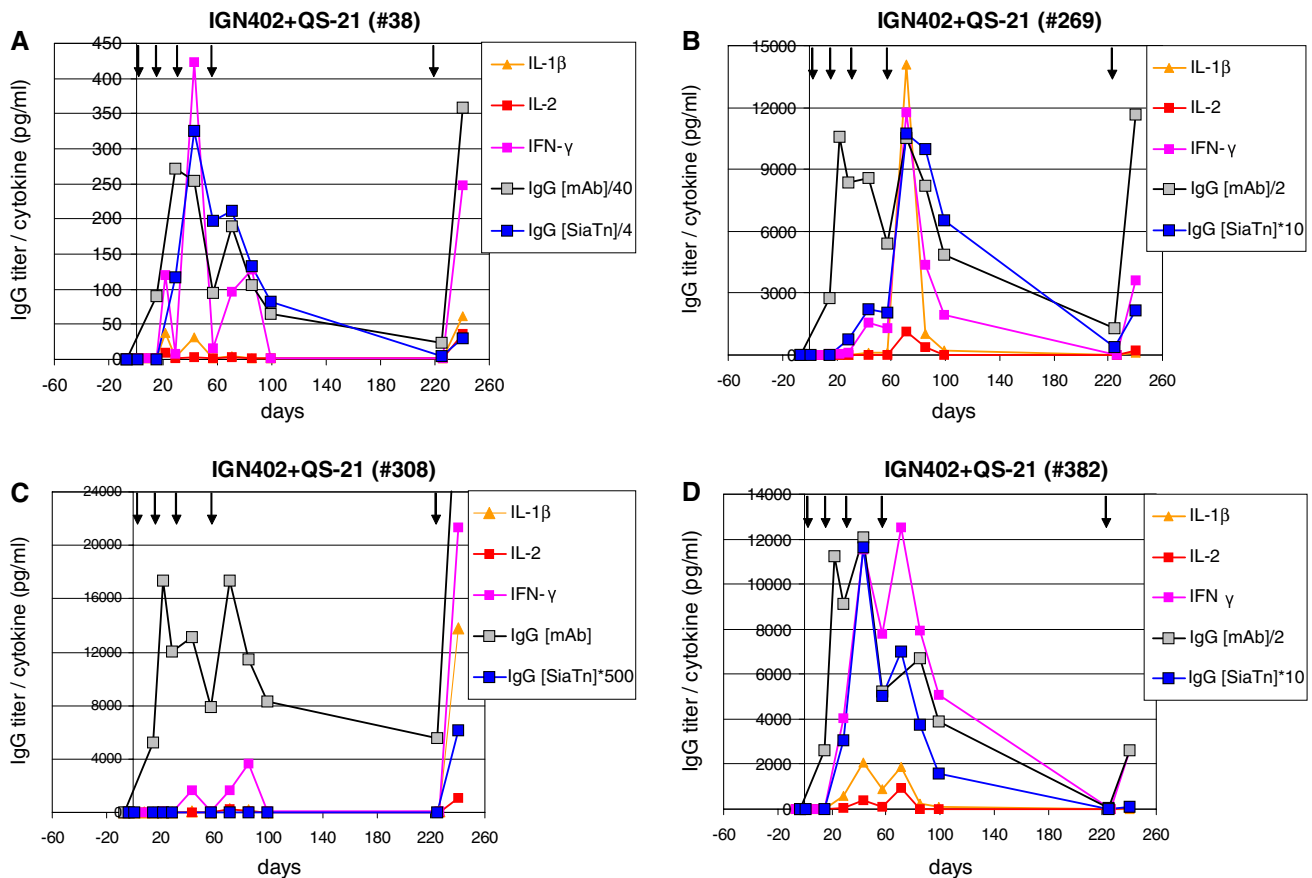 A
IGN402+QS-21 (#38)
IgG titer / cytokine (pg/ml)
450
400
350
300
250
200
150
100
50
0
-60 -20 20 60 100 140 180 220 260
days
IL-1β
IL-2
IFN-γ
IgG [mAb]/40
IgG [SiaTn]/4
B
IGN402+QS-21 (#269)
IgG titer / cytokine (pg/ml)
15000
12000
9000
6000
3000
0
-60 -20 20 60 100 140 180 220 260
days
IL-1β
IL-2
IFN-γ
IgG [mAb]/2
IgG [SiaTn]*10
C
IGN402+QS-21 (#308)
IgG titer / cytokine (pg/ml)
24000
20000
16000
12000
8000
4000
0
-60 -20 20 60 100 140 180 220 260
days
IL-1β
IL-2
IFN-γ
IgG [mAb]
IgG [SiaTn]*500
D
IGN402+QS-21 (#382)
IgG titer / cytokine (pg/ml)
14000
12000
10000
8000
6000
4000
2000
0
-60 -20 20 60 100 140 180 220 260
days
IL-1β
IL-2
IFN γ
IgG [mAb]/2
IgG [SiaTn]*10